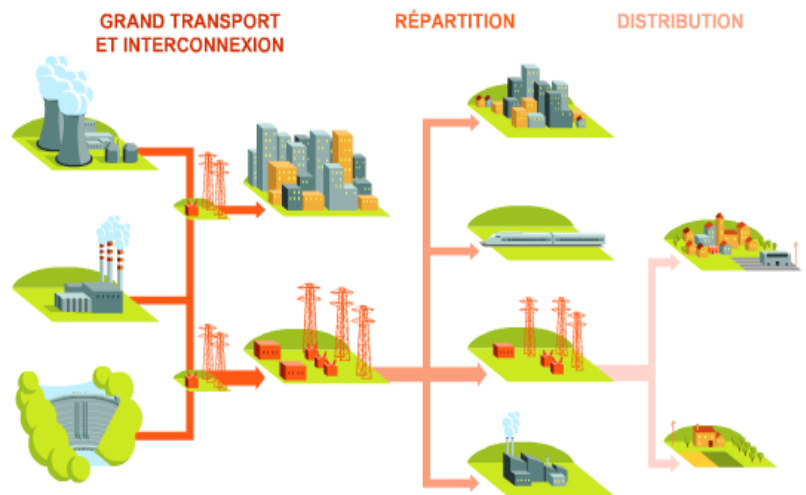 GRAND TRANSPORT
ET INTERCONNEXION
RÉPARTITION
DISTRIBUTION